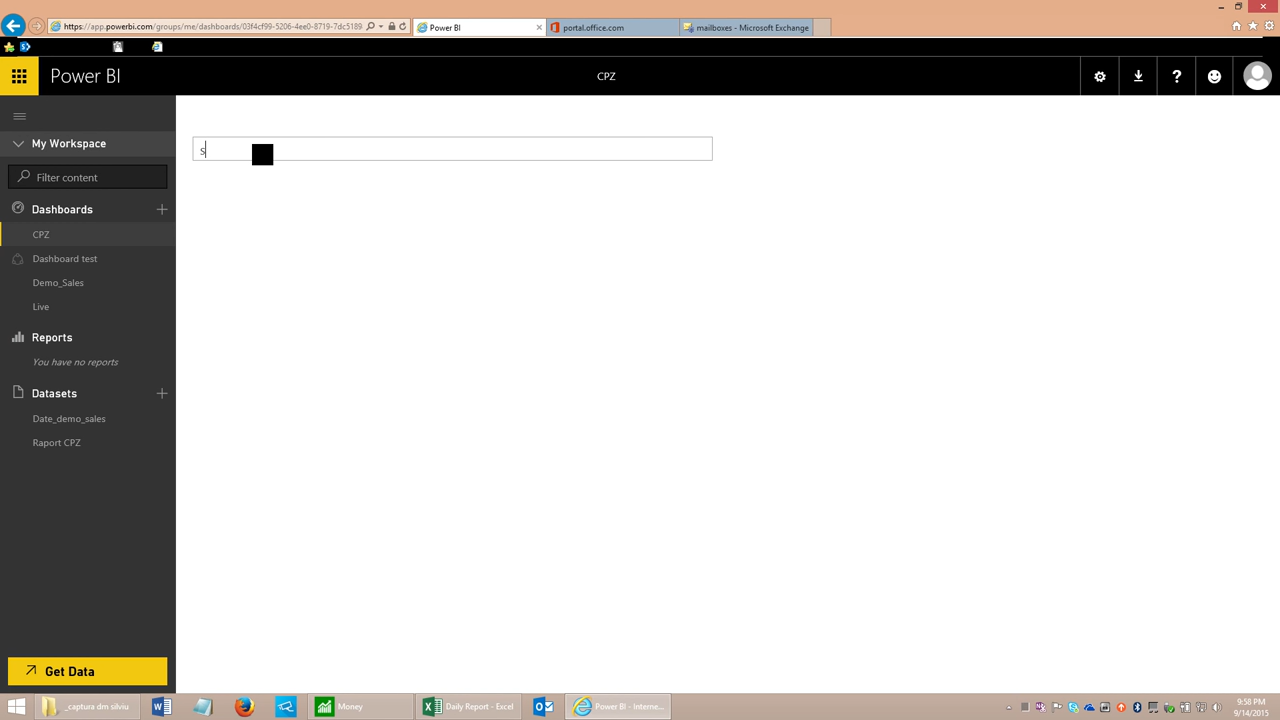 https://app.powerbi.com/groups/me/dashboards/03f4cf99-5206-4ee0-8719-7dc5189
Power BI
portal.office.com
mailboxes - Microsoft Exchange
Power BI
CPZ
My Workspace
s
Filter content
Dashboards
CPZ
Dashboard test
Demo_Sales
Live
Reports
You have no reports
Datasets
Date_demo_sales
Raport CPZ
Get Data
_captura dm silviu
Money
Daily Report - Excel
Power BI - Interne...
9:58 PM
9/14/2015